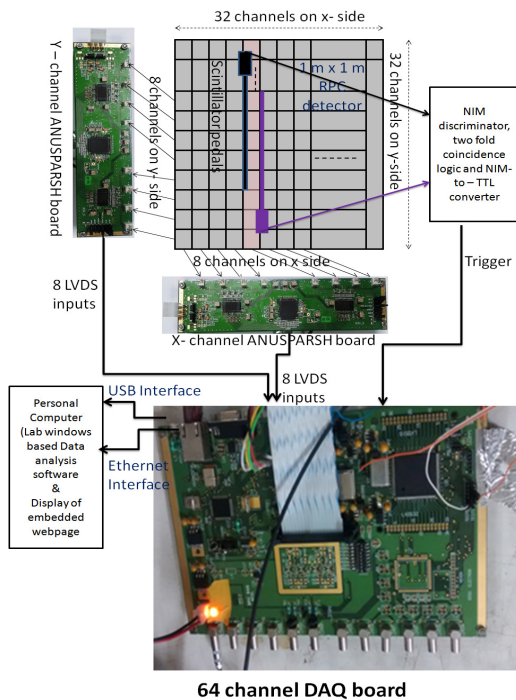 32 channels on x- side
Y – channel ANUSPARSH board
8 channels on y- side
Scintillatorpedals
1 m x 1 m
RPC
detector
32 channels on y-side
NIM
discriminator,
two fold
coincidence
logic and NIM-
to – TTL
converter
8 channels on x side
Trigger
8 LVDS
inputs
X- channel ANUSPARSH board
8 LVDS
inputs
USB Interface
Personal
Computer
(Lab windows
based Data
analysis
software
&
Display of
embedded
webpage
Ethernet
Interface
64 channel DAQ board